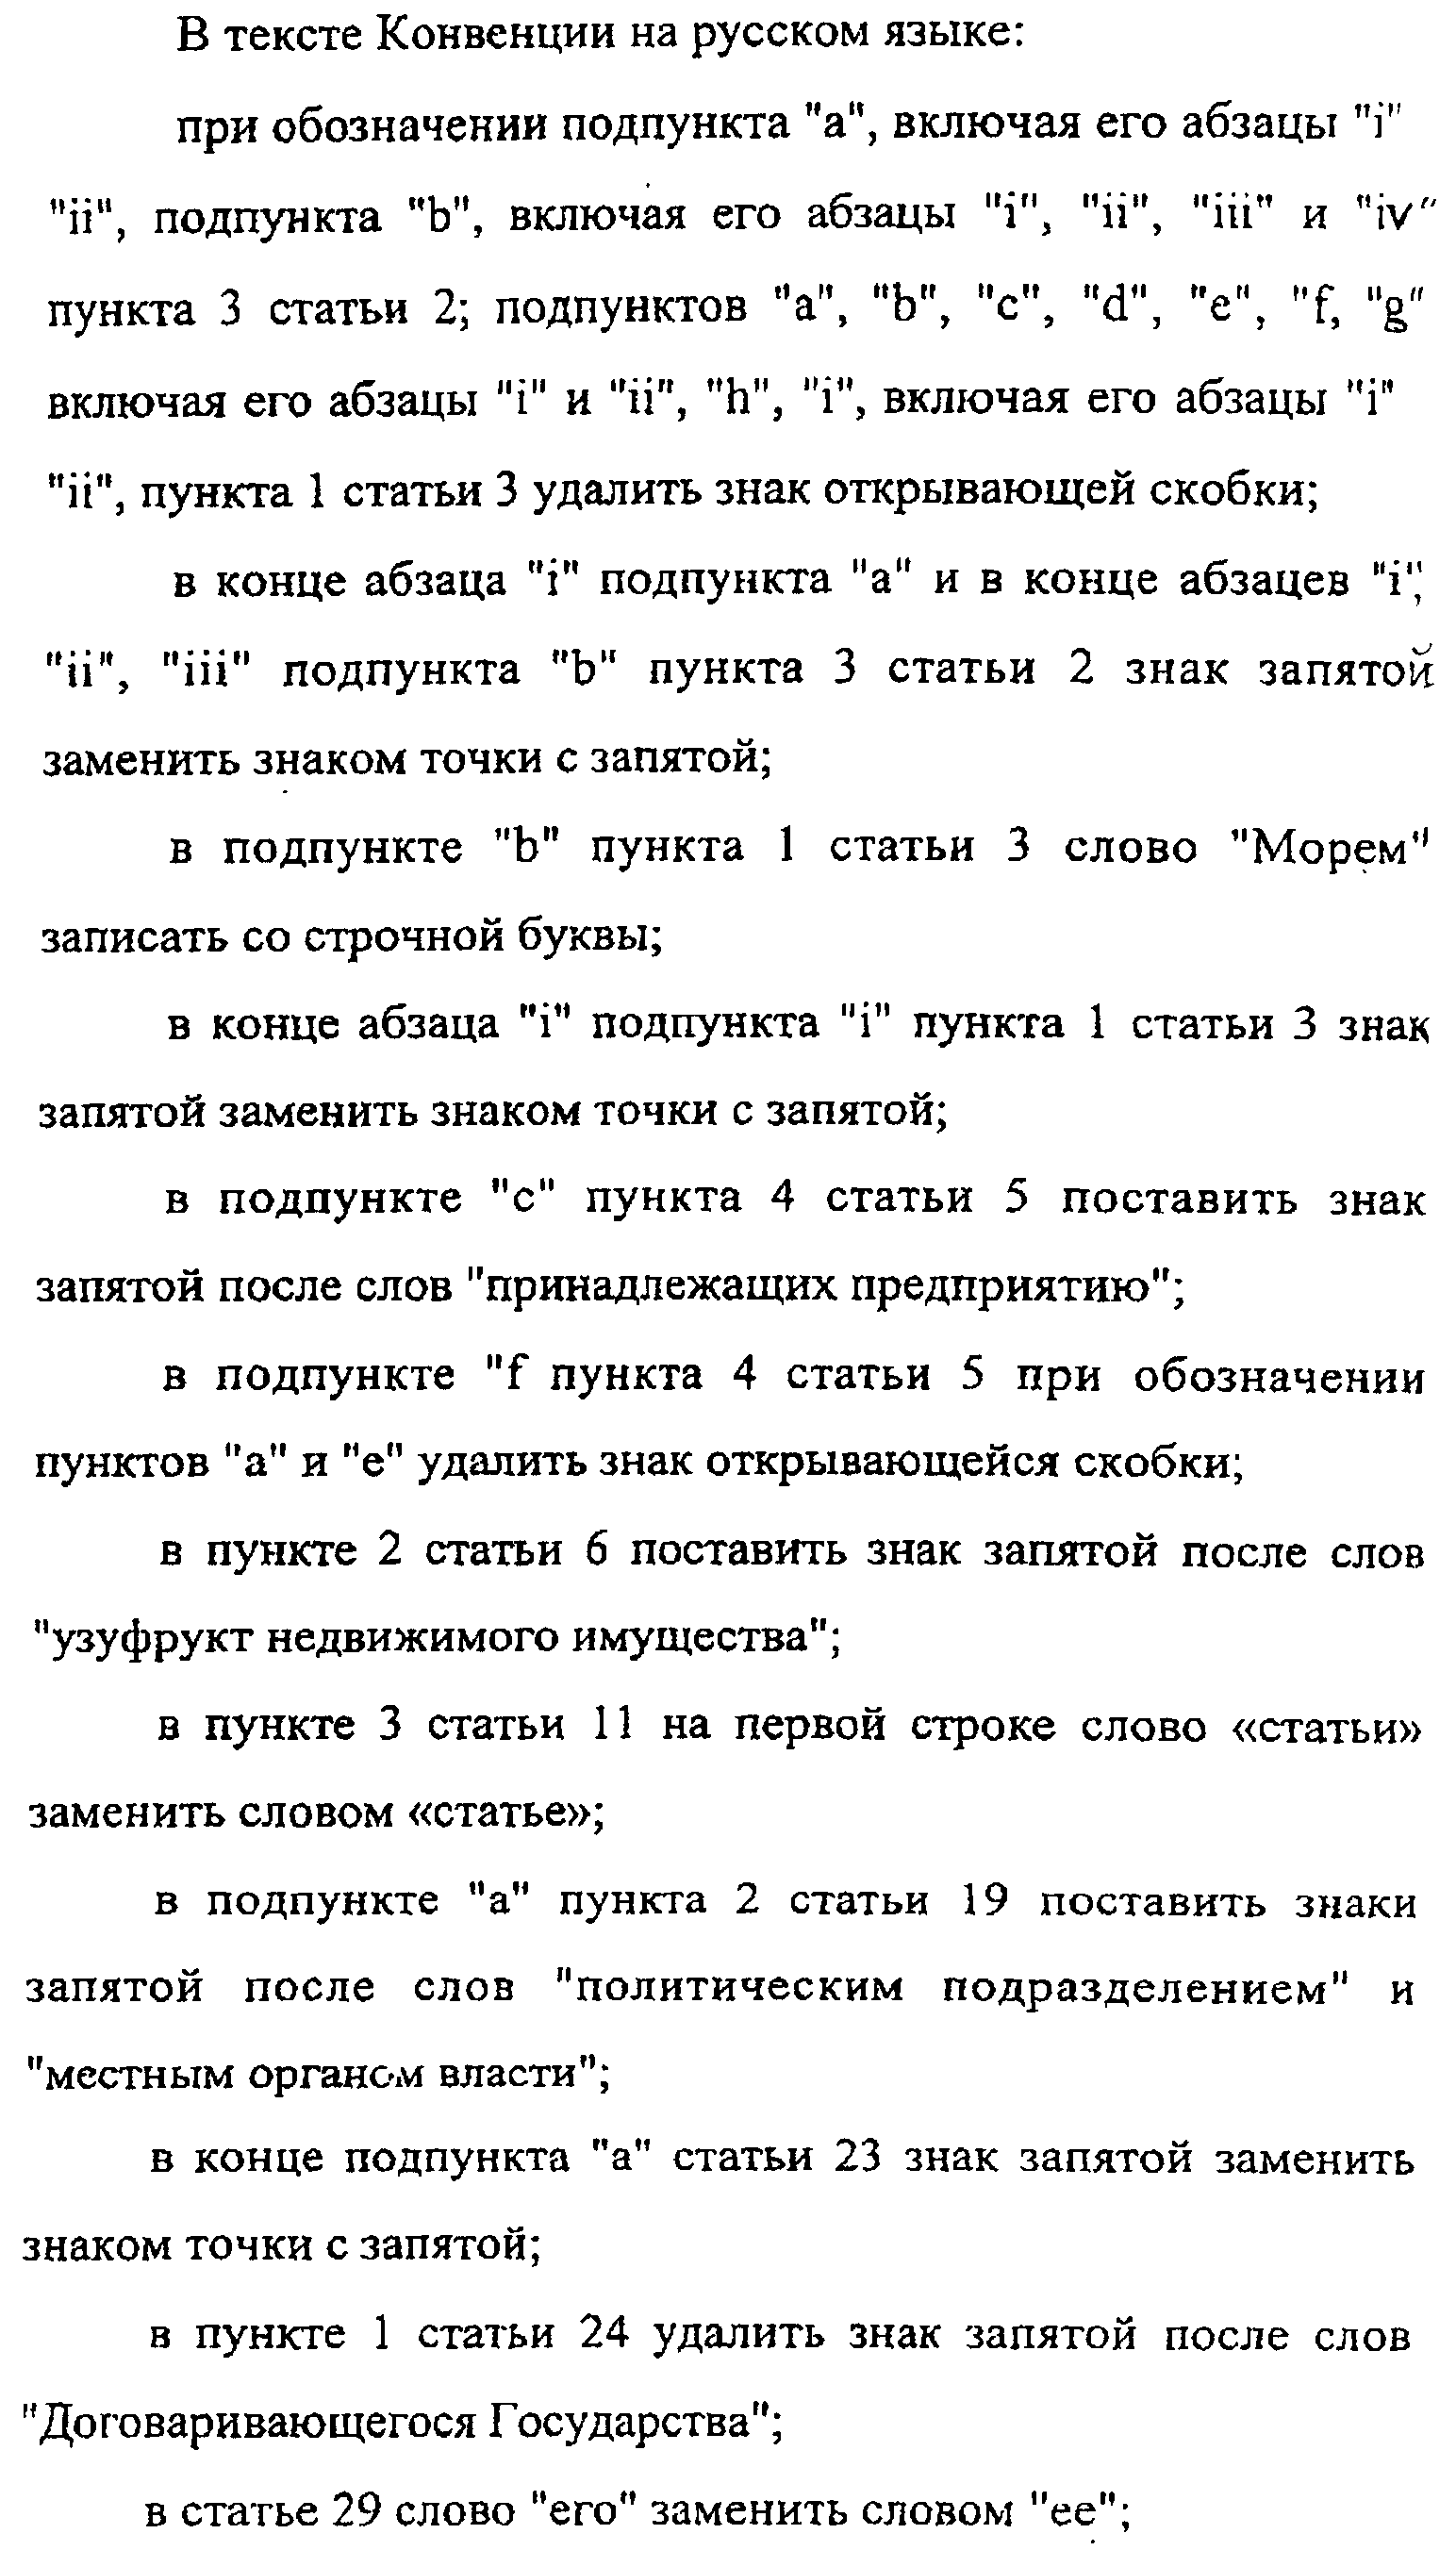 В тексте Конвенции на русском языке:
при обозначении подпункта "a", включая его абзацы "i"
"ii", подпункта "b", включая его абзацы "i", "ii", "iii" и "iv"
пункта 3 статьи 2; подпунктов "a", "b", "c", "d", "e", "f, "g"
включая его абзацы "i" и "ii", "h", "i", включая его абзацы "i"
"ii", пункта 1 статьи 3 удалить знак открывающей скобки;
в конце абзаца "i" подпункта "a" и в конце абзацев "i",
"ii", "iii" подпункта "b" пункта 3 статьи 2 знак запятой
заменить знаком точки с запятой;
в подпункте "b" пункта 1 статьи 3 слово "Морем"
записать со строчной буквы;
в конце абзаца "i" подпункта "i" пункта 1 статьи 3 знак
запятой заменить знаком точки с запятой;
в подпункте "c" пункта 4 статьи 5 поставить знак
запятой после слов "принадлежащих предприятию";
в подпункте "f пункта 4 статьи 5 при обозначении
пунктов "a" и "e" удалить знак открывающейся скобки;
в пункте 2 статьи 6 поставить знак запятой после слов
"узуфрукт недвижимого имущества";
в пункте 3 статьи 11 на первой строке слово «статьи»
заменить словом «статье»;
в подпункте "a" пункта 2 статьи 19 поставить знаки
запятой после слов "политическим подразделением" и
"местным органом власти";
в конце подпункта "a" статьи 23 знак запятой заменить
знаком точки с запятой;
в пункте 1 статьи 24 удалить знак запятой после слов
"Договаривающегося Государства";
в статье 29 слово "его" заменить словом "ее";